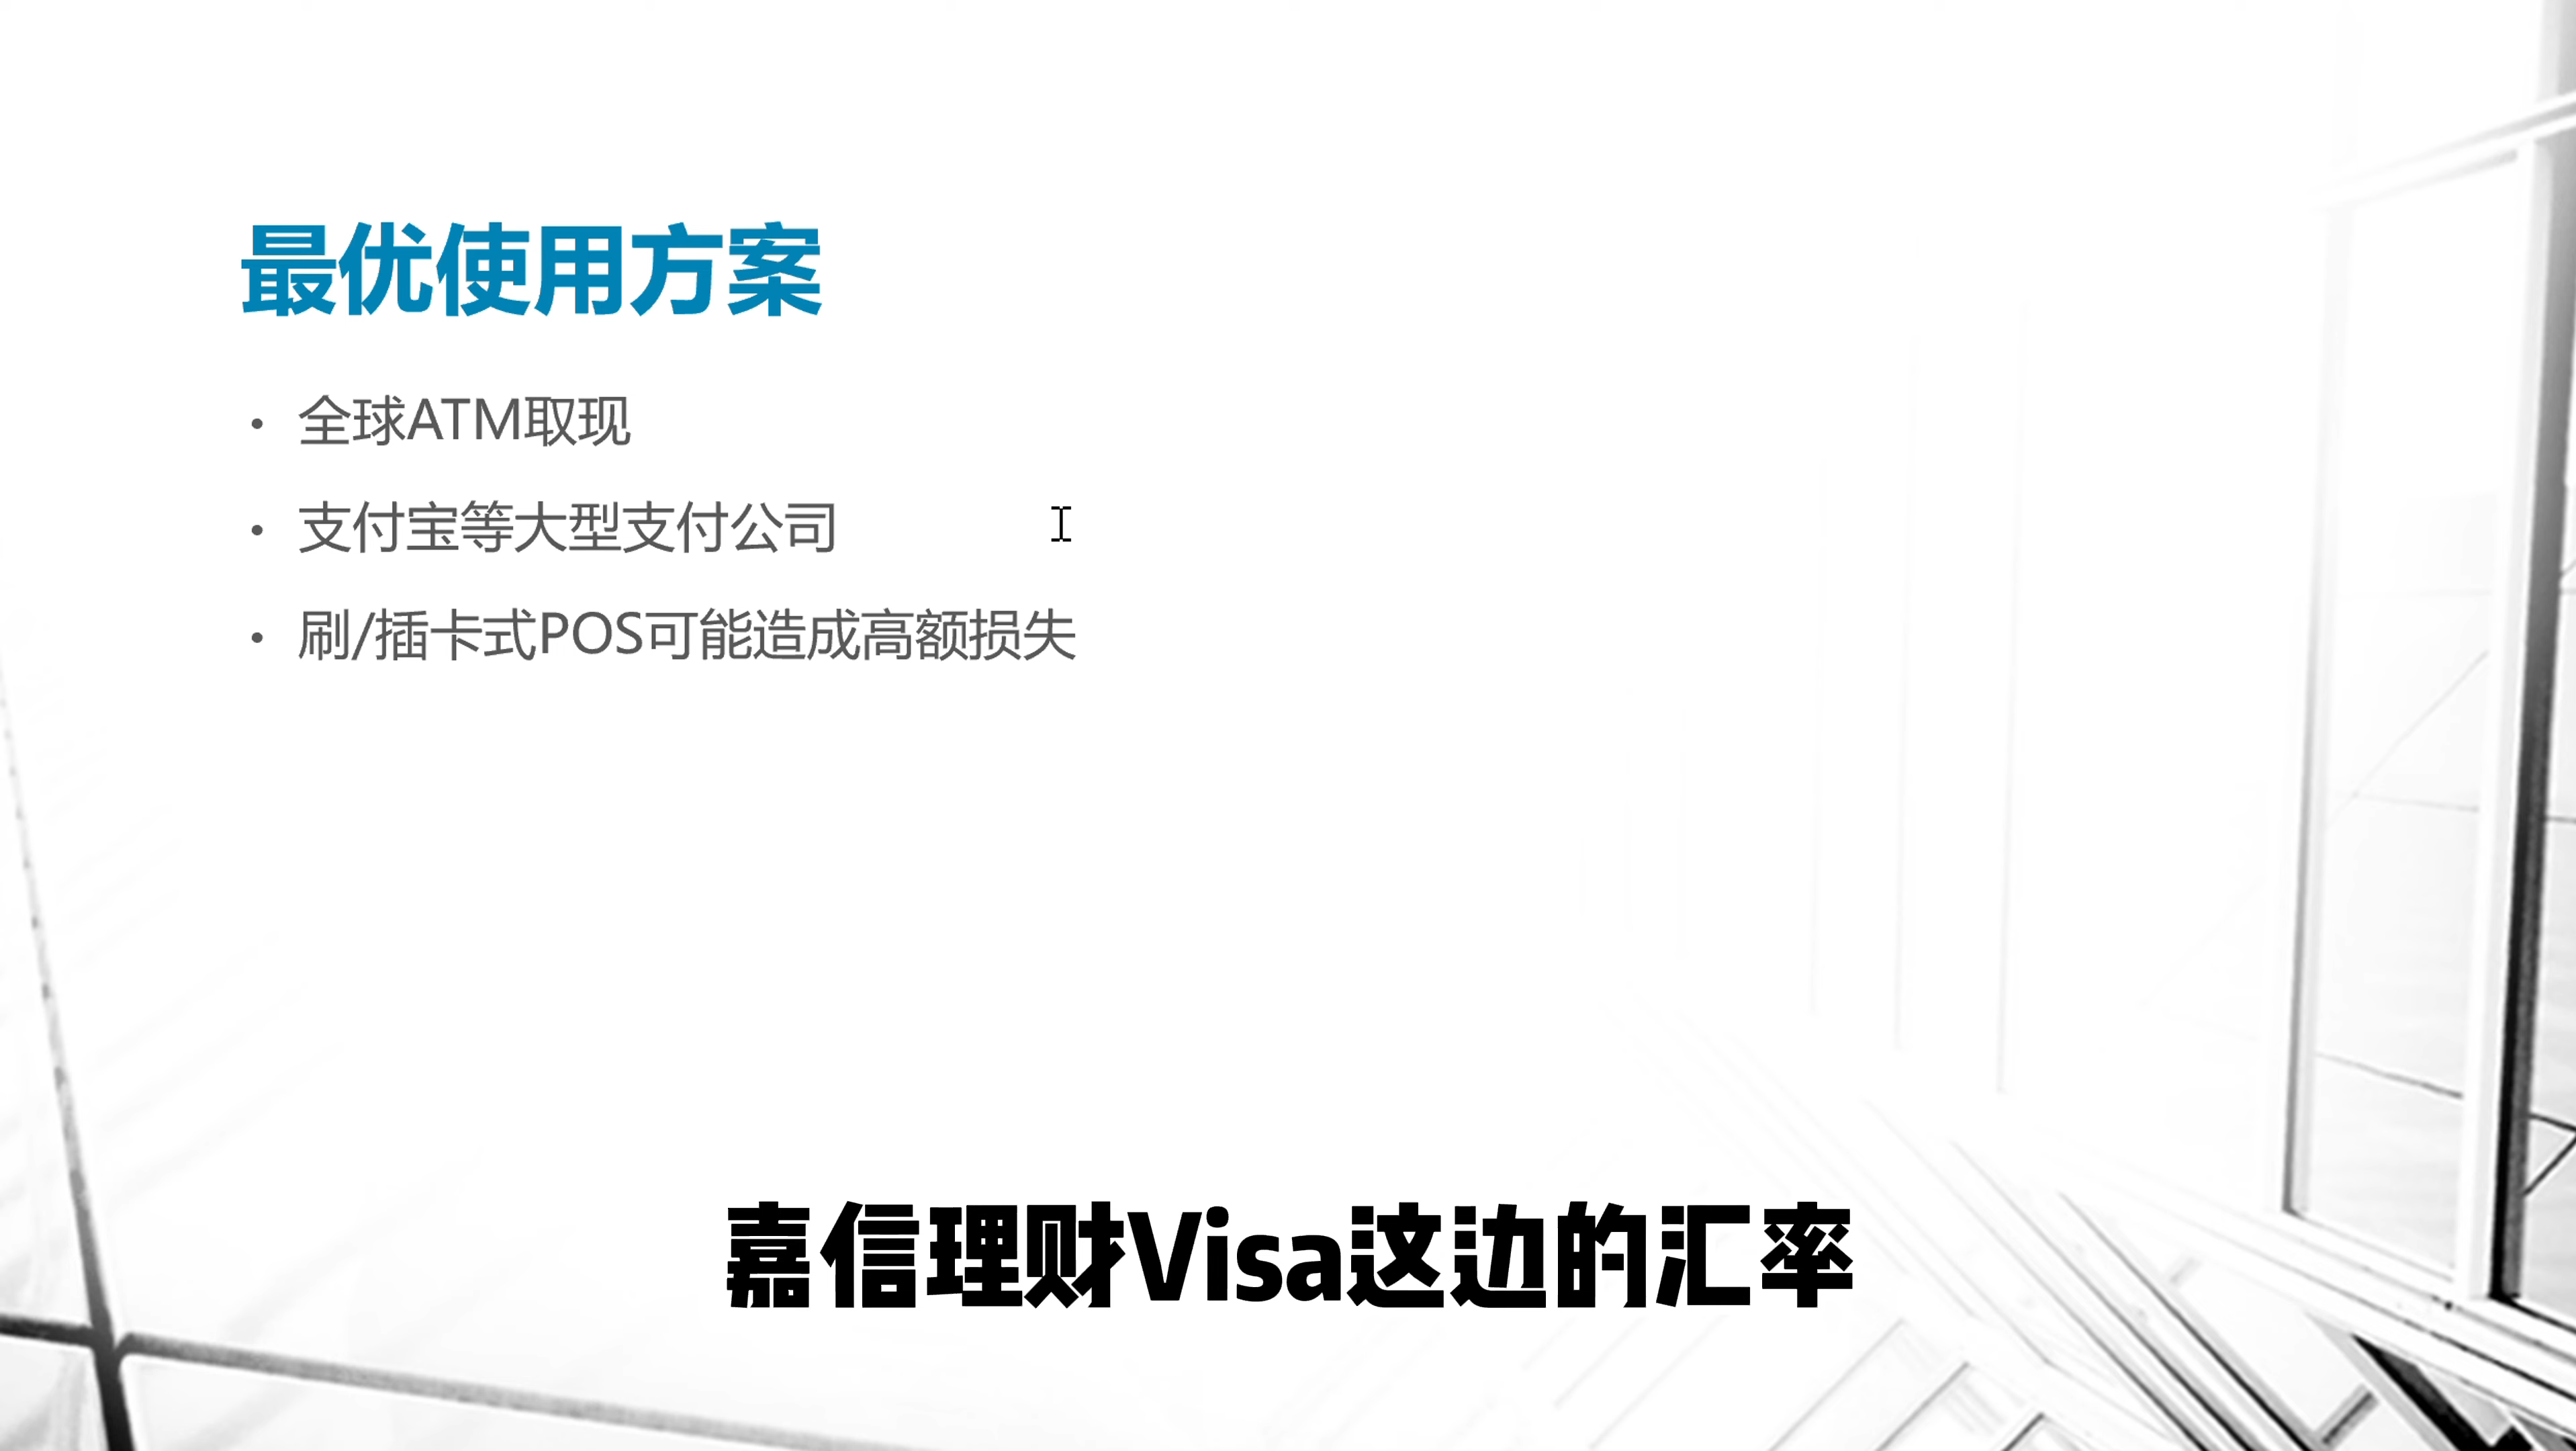 最优使用方案
• 全球ATM取现
• 支付宝等大型支付公司
• 刷/插卡式POS可能造成高额损失
嘉信理财Visa这边的汇率